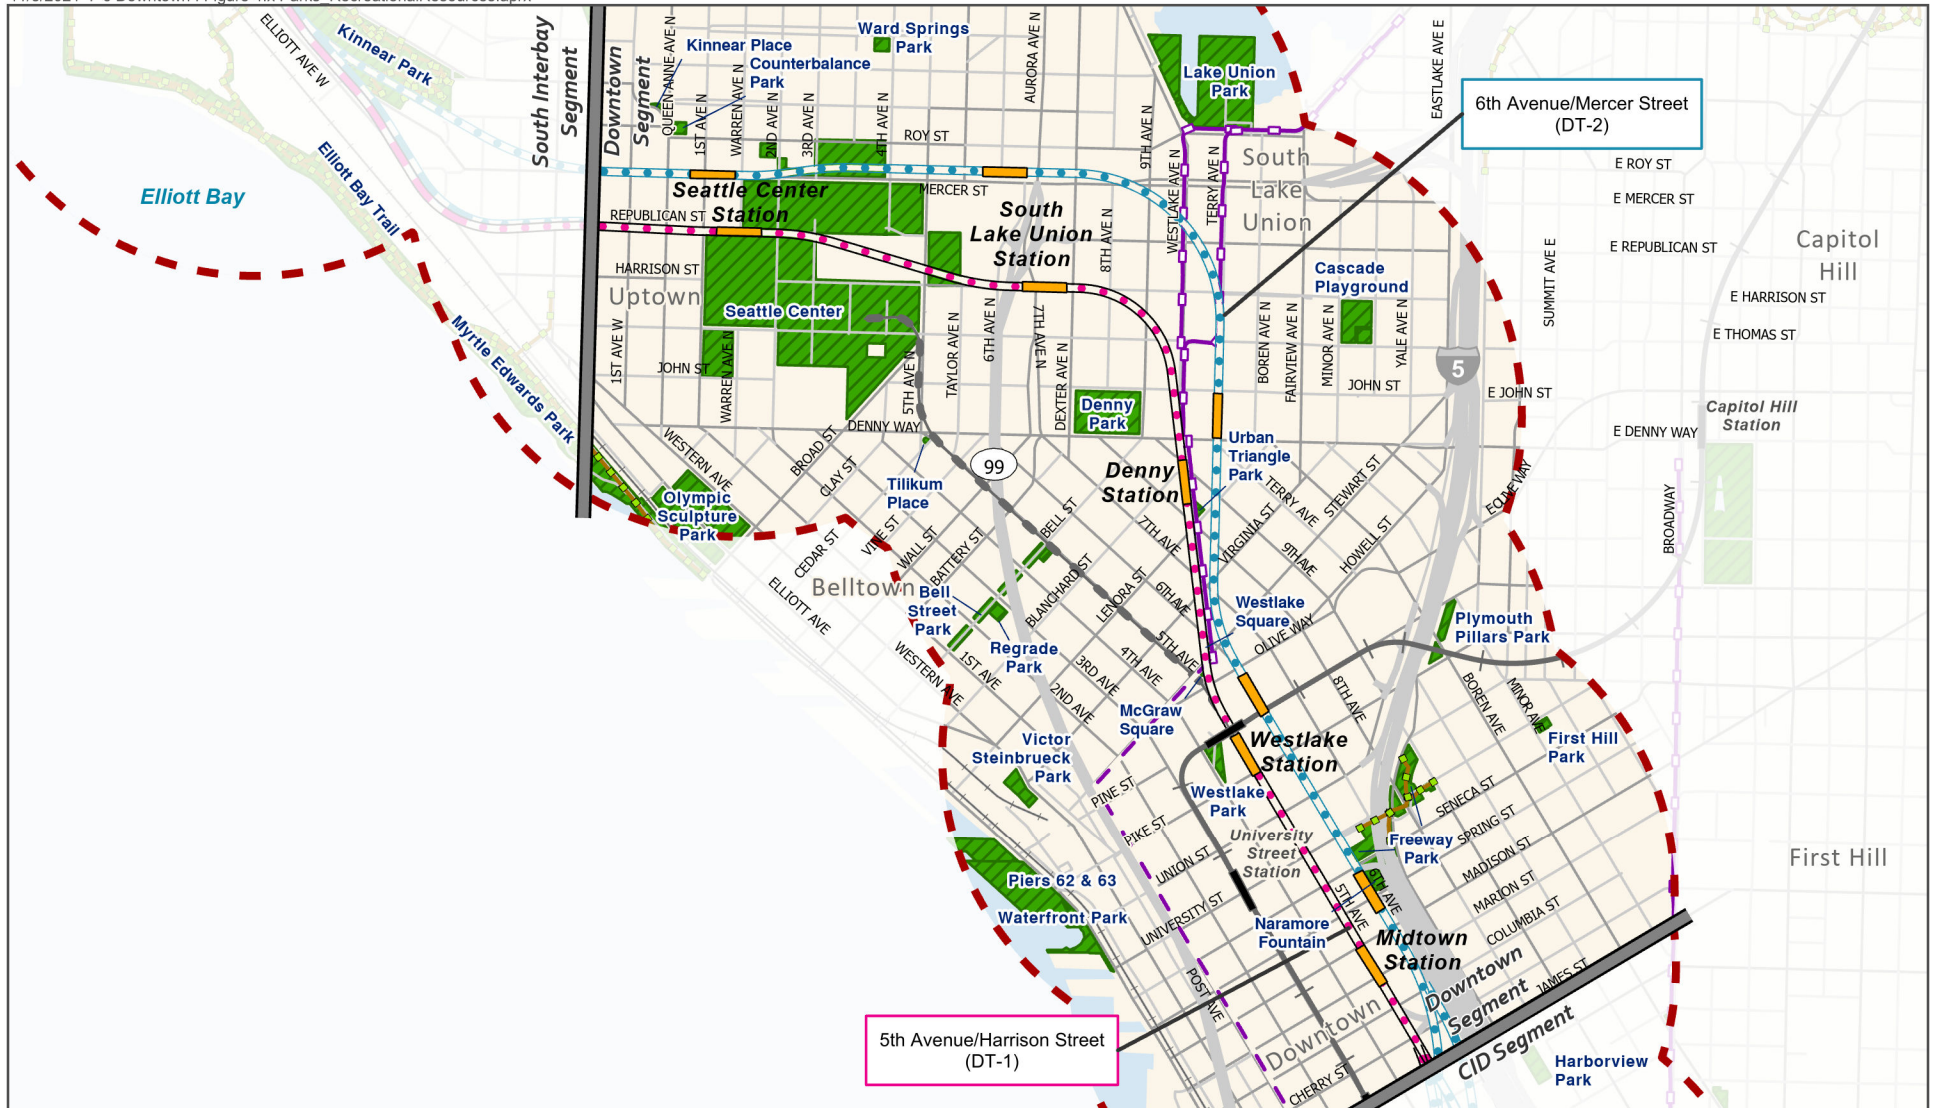 Kinnear Park
ELLIOTT AVE W
South Interbay
Segment
Downtown
Segment
QUEEN ANNE AVE N
Kinnear Place
Counterbalance
Park
Ward Springs
Park
AURORA AVE N
Lake Union
Park
EASTLAKE AVE E
6th Avenue/Mercer Street
(DT-2)
1ST AVE N
WARREN AVE N
2ND AVE N
3RD AVE N
4TH AVE N
ROY ST
9TH AVE N
WESTLAKE AVE N
TERRY AVE N
South
Lake
Union
E ROY ST
E MERCER ST
E REPUBLICAN ST
Capitol
Hill
Elliott Bay
Elliott Bay Trail
Seattle Center
Station
MERCER ST
REPUBLICAN ST
South
Lake Union
Station
8TH AVE N
HARRISON ST
Uptown
Seattle Center
Cascade
Playground
SUMMIT AVE E
E HARRISON ST
E THOMAS ST
Myrtle Edwards Park
1ST AVE W
JOHN ST
WARREN AVE N
5TH AVE N
TAYLOR AVE N
6TH AVE N
7TH AVE N
DEXTER AVE N
BOREN AVE N
FAIRVIEW AVE N
MINOR AVE N
YALE AVE N
5
JOHN ST
E JOHN ST
Capitol Hill
Station
Denny
Park
DENNY WAY
E DENNY WAY
WESTERN AVE
BROAD ST
CLAY ST
99
Tilikum
Place
Denny
Station
Urban
Triangle
Park
TERRY AVE
STEWART ST
E OLIVE WAY
BROADWAY
Olympic
Sculpture
Park
CEDAR ST
VINE ST
WALL ST
BATTERY ST
BELL ST
7TH AVE
VIRGINIA ST
9TH AVE
HOWELL ST
Belltown
ELLIOTT AVE
Bell
Street
Park
BLANCHARD ST
LENORA ST
6TH AVE
Westlake
Square
OLIVE WAY
Plymouth
Pillars Park
Regrade
Park
5TH AVE
4TH AVE
3RD AVE
2ND AVE
1ST AVE
WESTERN AVE
McGraw
Square
8TH AVE
BOREN AVE
MINOR AVE
First Hill
Park
Victor
Steinbrueck
Park
Westlake
Station
PINE ST
Westlake
Park
PIKE ST
University
Street
Station
SENECA ST
SPRING ST
Freeway
Park
MADISON ST
First Hill
UNION ST
Piers 62 & 63
Waterfront Park
UNIVERSITY ST
6TH AVE
5TH AVE
MARION ST
COLUMBIA ST
Naramore
Fountain
Midtown
Station
POST AVE
Downtown
Downtown
Segment
JAMES ST
CID Segment
5th Avenue/Harrison Street
(DT-1)
CHERRY ST
Harborview
Park